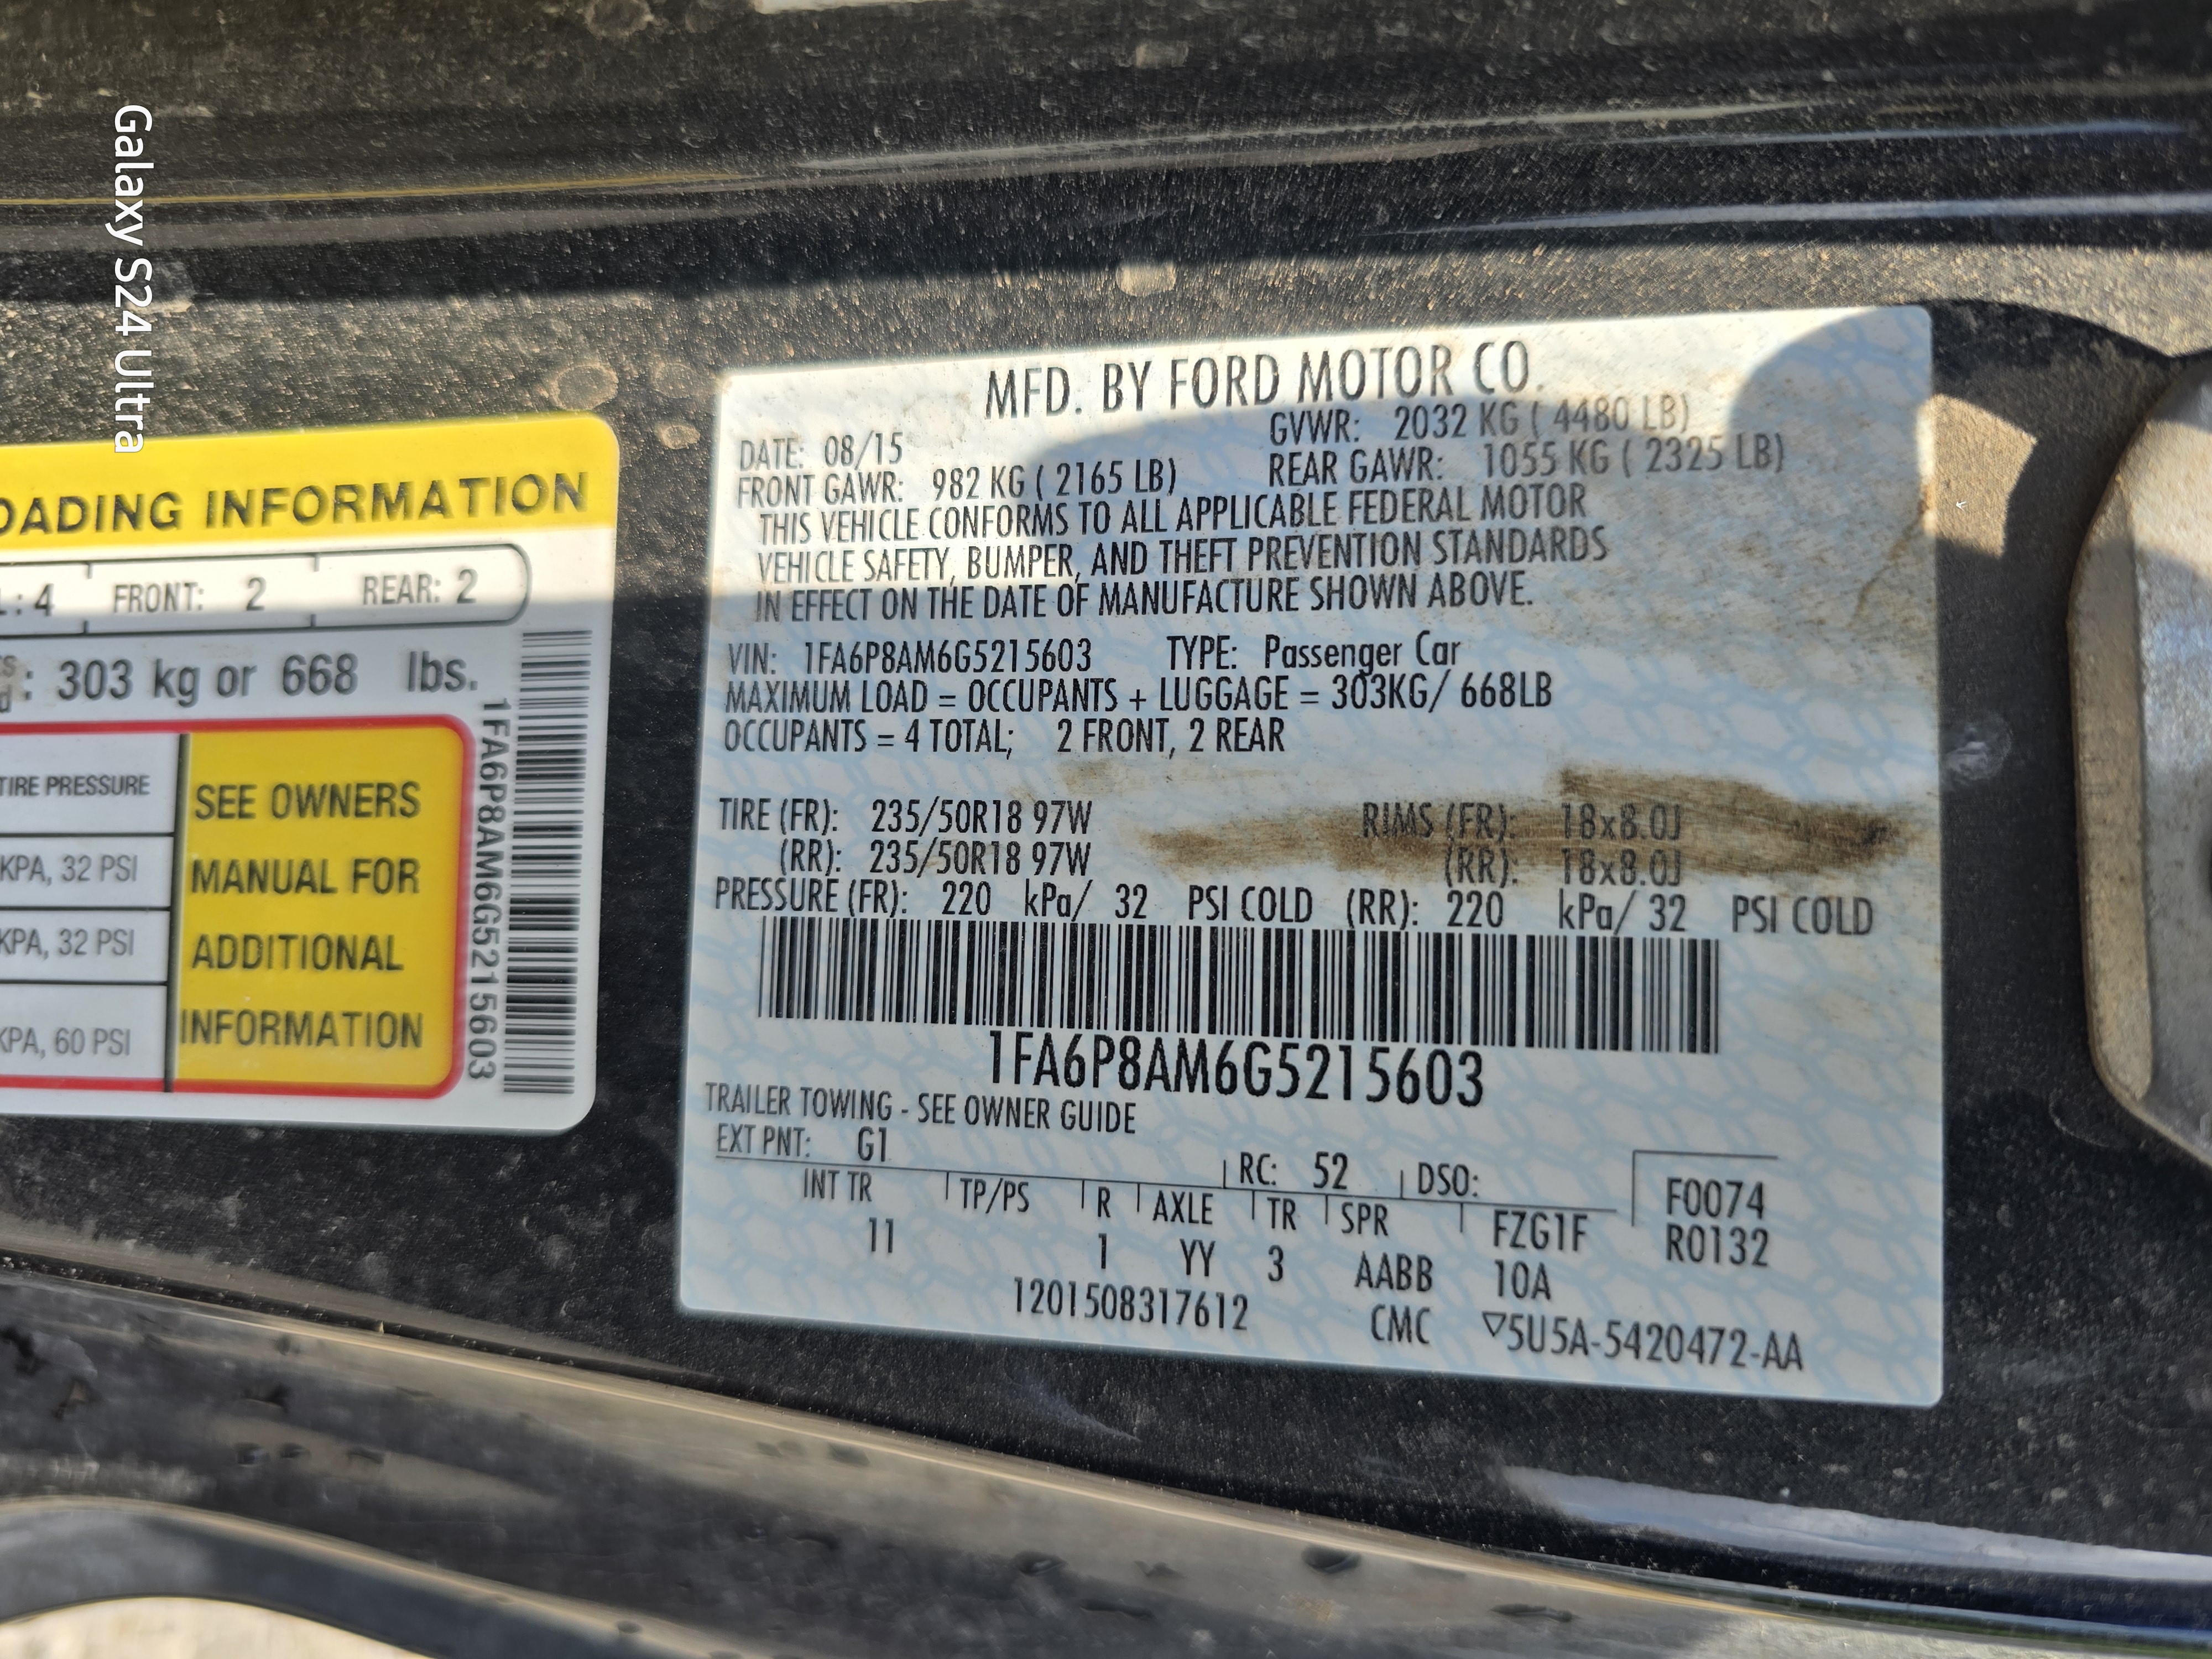 Galaxy S24 Ultra
OADING INFORMATION
L: 4 FRONT: 2 REAR: 2
: 303 kg or 668 lbs.
TIRE PRESSURE
KPA, 32 PSI
KPA, 32 PSI
KPA, 60 PSI
SEE OWNERS
MANUAL FOR
ADDITIONAL
INFORMATION
1FA6P8AM6G5215603
MFD. BY FORD MOTOR CO.
DATE: 08/15 GVWR: 2032 KG ( 4480 LB)
FRONT GAWR: 982 KG ( 2165 LB) REAR GAWR: 1055 KG ( 2325 LB)
THIS VEHICLE CONFORMS TO ALL APPLICABLE FEDERAL MOTOR
VEHICLE SAFETY, BUMPER, AND THEFT PREVENTION STANDARDS
IN EFFECT ON THE DATE OF MANUFACTURE SHOWN ABOVE.
VIN: 1FA6P8AM6G5215603 TYPE: Passenger Car
MAXIMUM LOAD = OCCUPANTS + LUGGAGE = 303KG/ 668LB
OCCUPANTS = 4 TOTAL; 2 FRONT, 2 REAR
TIRE (FR): 235/50R18 97W RIMS (FR): 18x8.0J
(RR): 235/50R18 97W (RR): 18x8.0J
PRESSURE (FR): 220 kPa/ 32 PSI COLD (RR): 220 kPa/ 32 PSI COLD
1FA6P8AM6G5215603
TRAILER TOWING - SEE OWNER GUIDE
EXT PNT: G1 RC: 52 DSO: F0074
INT TR TP/PS R AXLE TR SPR FZG1F R0132
11 1 YY 3 AABB 10A
1201508317612 CMC ▽5U5A-5420472-AA